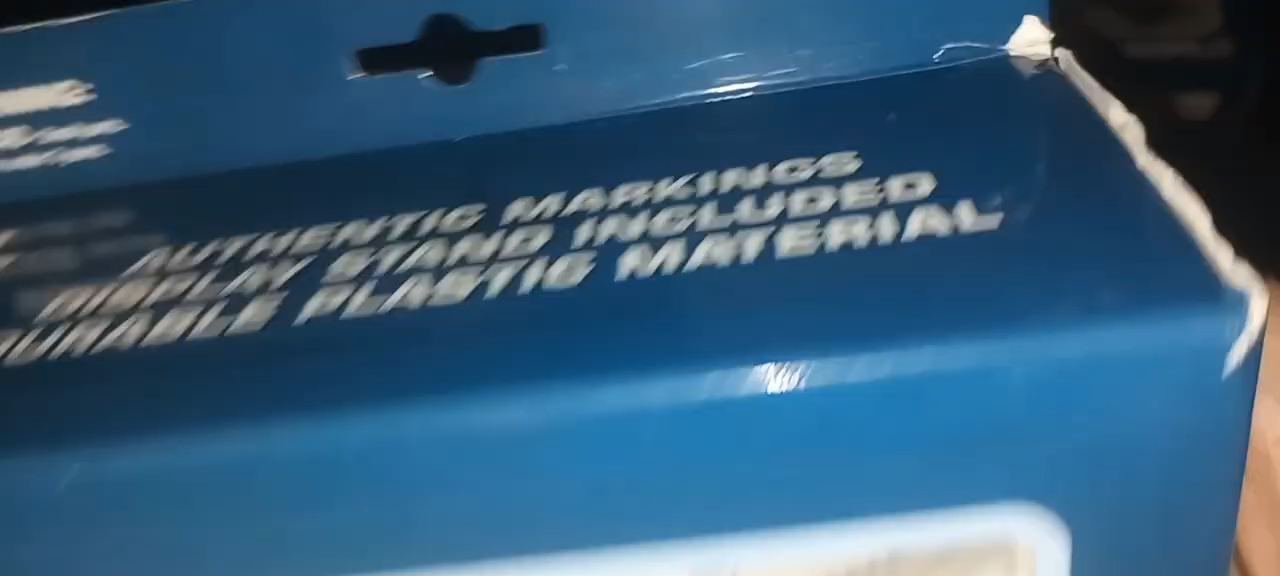 AUTHENTIC MARKINGS
DISPLAY STAND INCLUDED
DURABLE PLASTIC MATERIAL